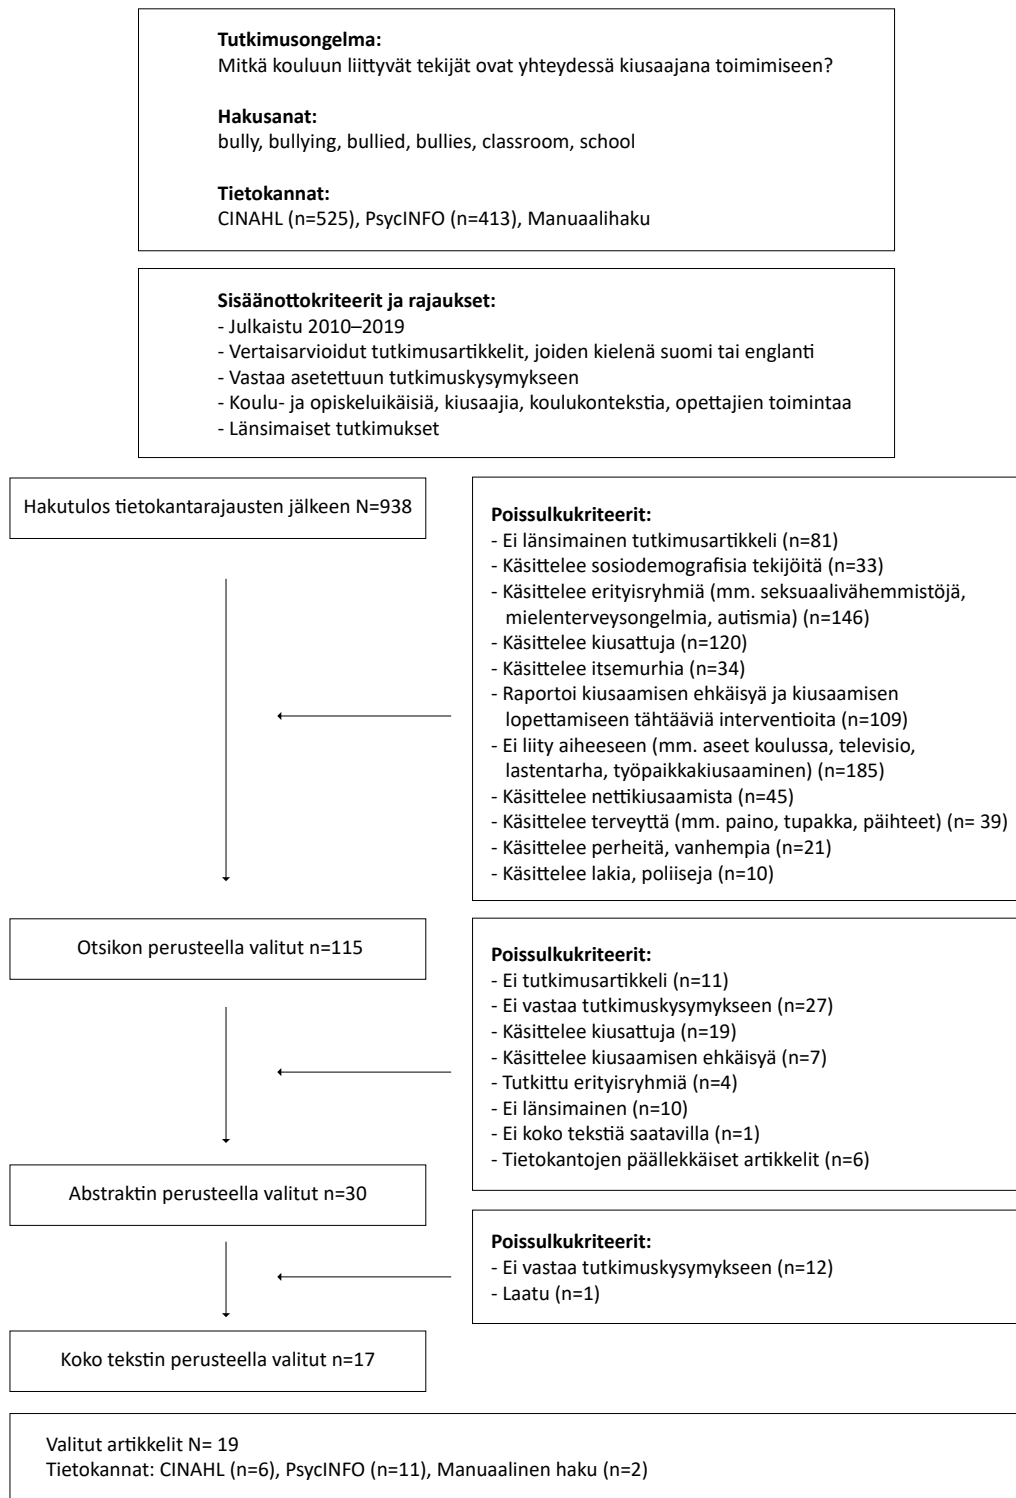 Tutkimusongelma:
Mitkä kouluun liittyvät tekijät ovat yhteydessä kiusaajana toimimiseen?
Hakusanat:
bully, bullying, bullied, bullies, classroom, school
Tietokannat:
CINAHL (n=525), PsycINFO (n=413), Manuaalihaku
Sisäänottokriteerit ja rajaukset:
- Julkaistu 2010–2019
- Vertaisarvioidut tutkimusartikkelit, joiden kielenä suomi tai englanti
- Vastaa asetettuun tutkimuskysymykseen
- Koulu- ja opiskeluikäisiä, kiusaajia, koulukontekstia, opettajien toimintaa
- Länsimaiset tutkimukset
Hakutulos tietokantarajausten jälkeen N=938
Poissulkukriteerit:
- Ei länsimainen tutkimusartikkeli (n=81)
- Käsittelee sosiodemografisia tekijöitä (n=33)
- Käsittelee erityisryhmiä (mm. seksuaalivähemmistöjä,
mielenterveysongelmia, autismia) (n=146)
- Käsittelee kiusattuja (n=120)
- Käsittelee itsemurhia (n=34)
- Raportoi kiusaamisen ehkäisyä ja kiusaamisen
lopettamiseen tähtääviä interventioita (n=109)
- Ei liity aiheeseen (mm. aseet koulussa, televisio,
lastentarha, työpaikkakiusaaminen) (n=185)
- Käsittelee nettikiusaamista (n=45)
- Käsittelee terveyttä (mm. paino, tupakka, päihteet) (n= 39)
- Käsittelee perheitä, vanhempia (n=21)
- Käsittelee lakia, poliiseja (n=10)
Otsikon perusteella valitut n=115
Poissulkukriteerit:
- Ei tutkimusartikkeli (n=11)
- Ei vastaa tutkimuskysymykseen (n=27)
- Käsittelee kiusattuja (n=19)
- Käsittelee kiusaamisen ehkäisyä (n=7)
- Tutkittu erityisryhmiä (n=4)
- Ei länsimainen (n=10)
- Ei koko tekstiä saatavilla (n=1)
- Tietokantojen päällekkäiset artikkelit (n=6)
Abstraktin perusteella valitut n=30
Poissulkukriteerit:
- Ei vastaa tutkimuskysymykseen (n=12)
- Laatu (n=1)
Koko tekstin perusteella valitut n=17
Valitut artikkelit N= 19
Tietokannat: CINAHL (n=6), PsycINFO (n=11), Manuaalinen haku (n=2)